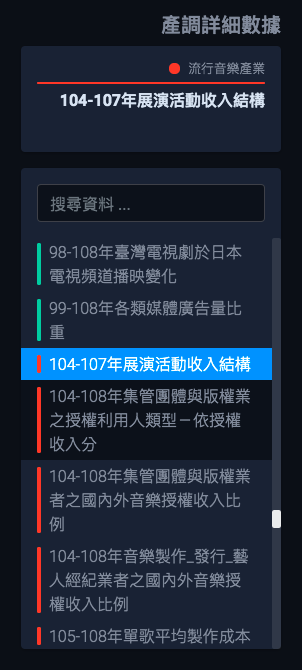 產調詳細數據
流行音樂產業
104-107年展演活動收入結構
搜尋資料 ...
98-108年臺灣電視劇於日本
電視頻道播映變化
99-108年各類媒體廣告量比
重
104-107年展演活動收入結構
104-108年集管團體與版權業
之授權利用人類型－依授權
收入分
104-108年集管團體與版權業
者之國內外音樂授權收入比
例
104-108年音樂製作_發行_藝
人經紀業者之國內外音樂授
權收入比例
105-108年單歌平均製作成本